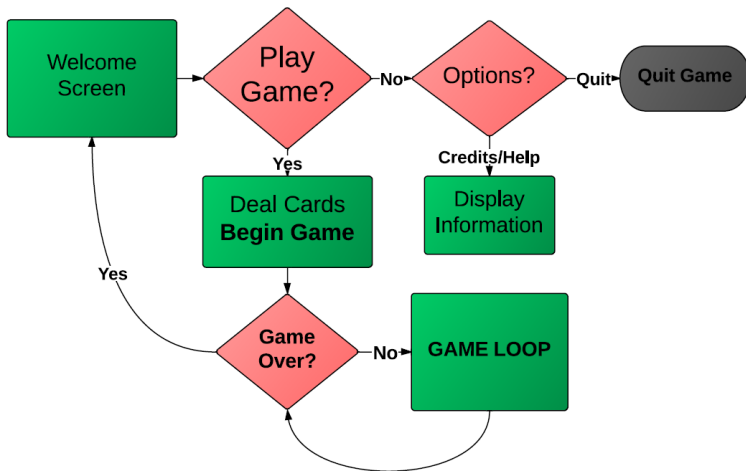 Welcome
Screen
Play
Game?
No
Options?
Quit
Quit Game
Yes
Credits/Help
Deal Cards
Begin Game
Display
Information
Yes
Game
Over?
No
GAME LOOP